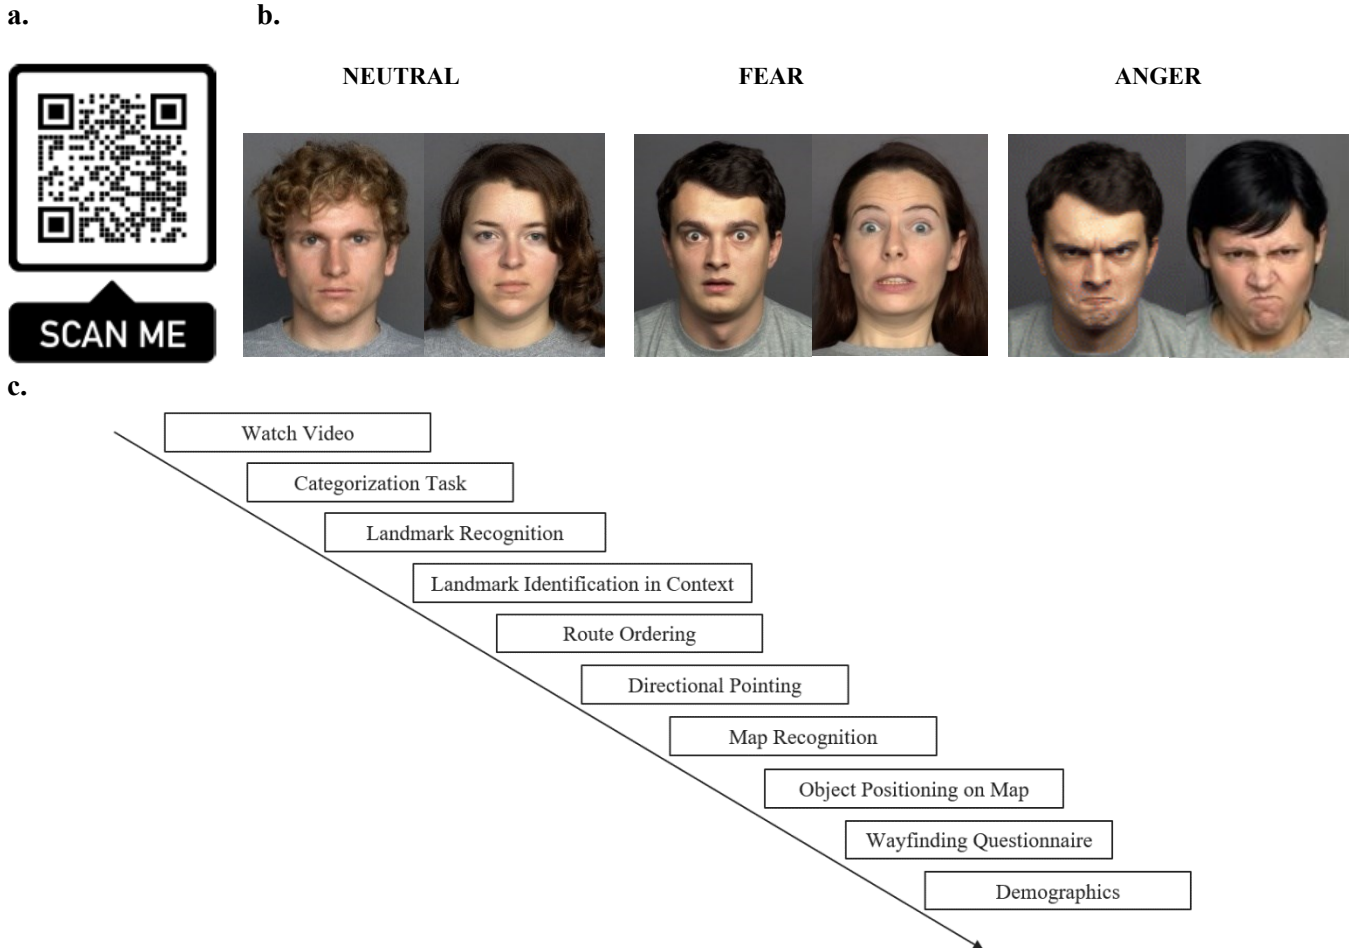 a.
b.
NEUTRAL
FEAR
ANGER
SCAN ME
c.
Watch Video
Categorization Task
Landmark Recognition
Landmark Identification in Context
Route Ordering
Directional Pointing
Map Recognition
Object Positioning on Map
Wayfinding Questionnaire
Demographics